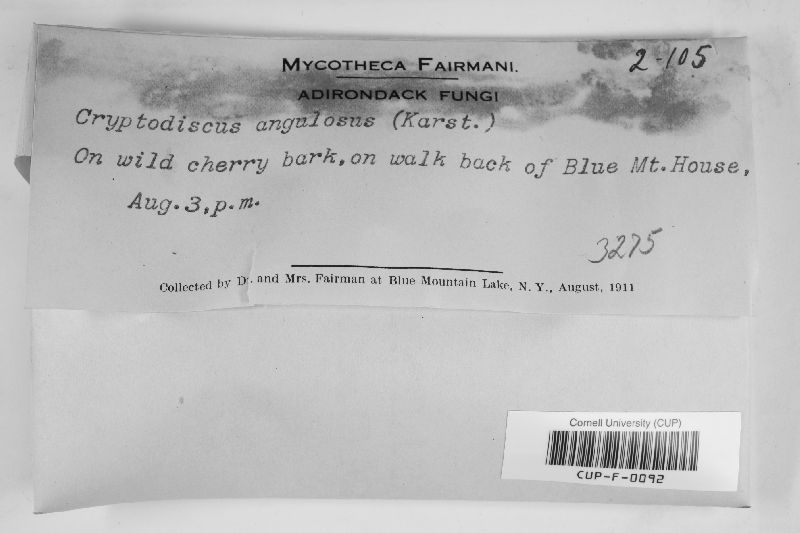 2-105
MYCOTHECA FAIRMANI.
ADIRONDACK FUNGI
Cryptodiscus angulosus (Karst.)
On wild cherry bark, on walk back of Blue Mt. House,
Aug. 3, p.m.
3275
Collected by Dr. and Mrs. Fairman at Blue Mountain Lake, N. Y., August, 1911
Cornell University (CUP)
CUP-F-0092